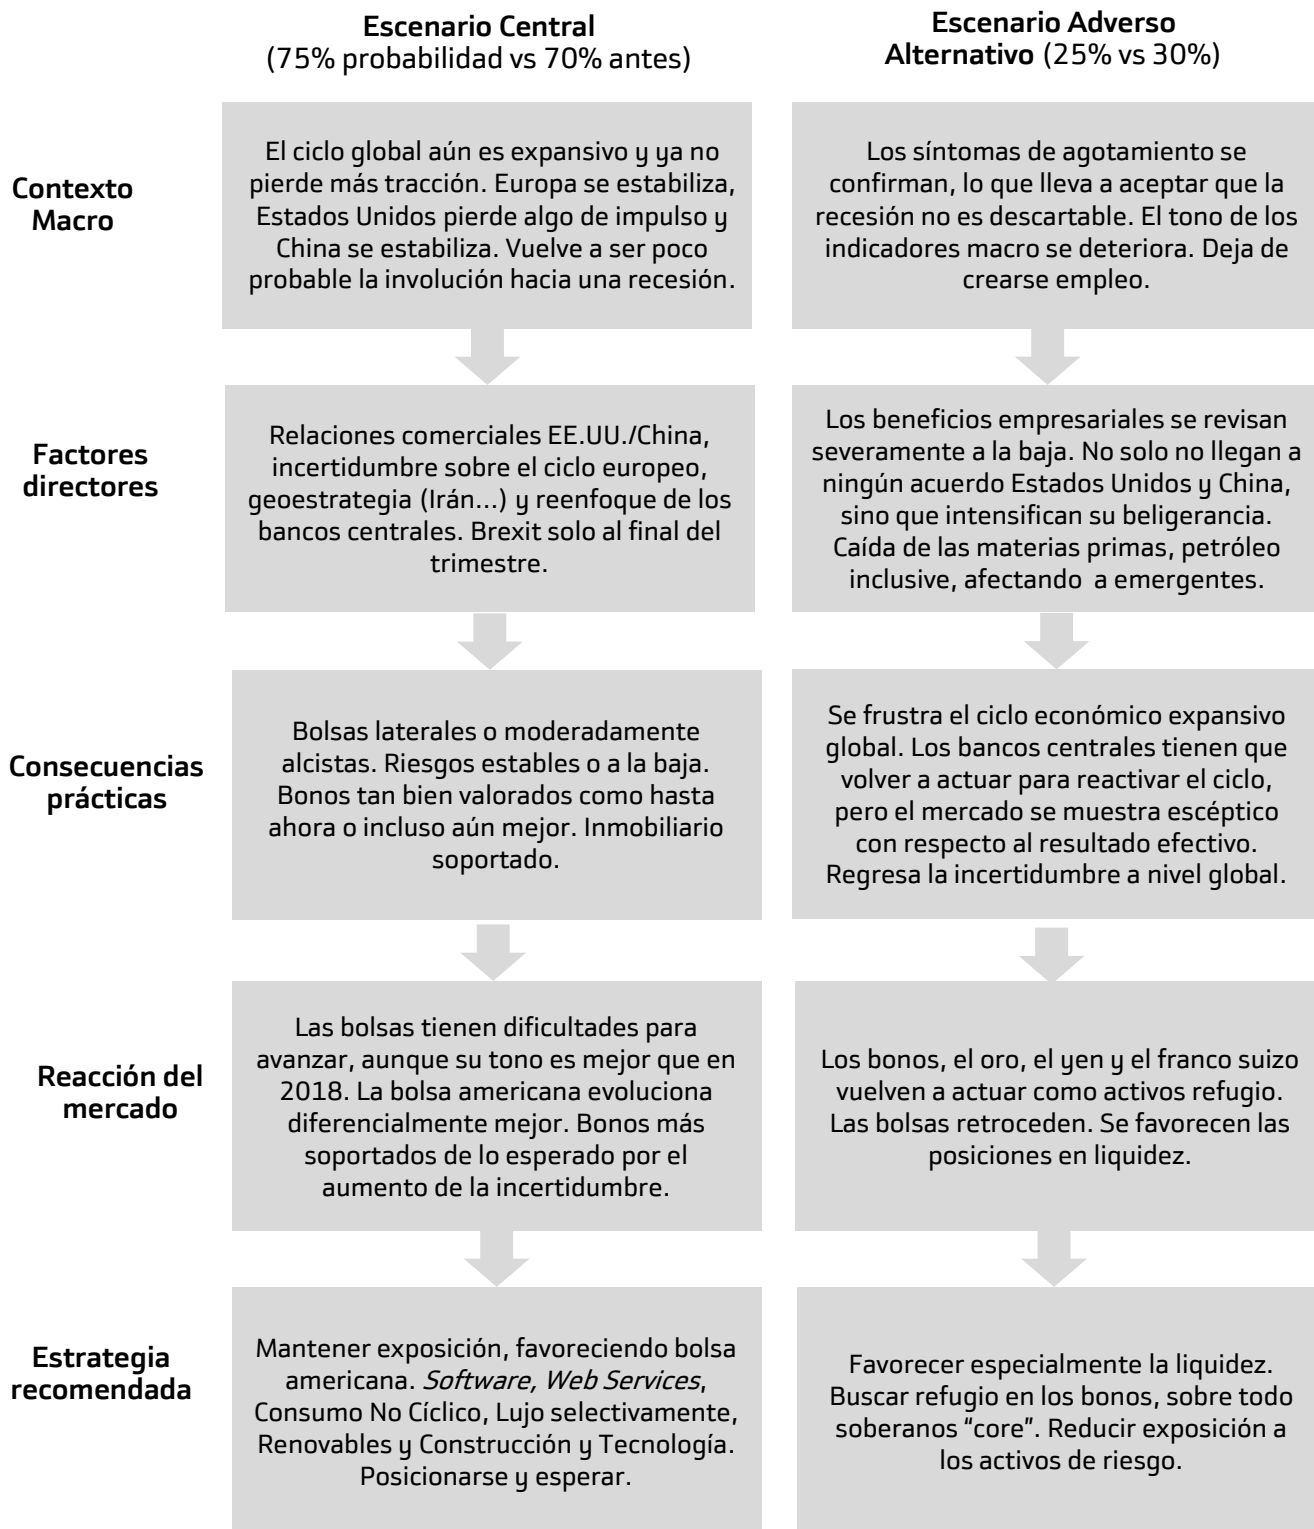 Escenario Central
(75% probabilidad vs 70% antes)
Escenario Adverso
Alternativo (25% vs 30%)
Contexto
Macro
El ciclo global aún es expansivo y ya no
pierde más tracción. Europa se estabiliza,
Estados Unidos pierde algo de impulso y
China se estabiliza. Vuelve a ser poco
probable la involución hacia una recesión.
Los síntomas de agotamiento se
confirman, lo que lleva a aceptar que la
recesión no es descartable. El tono de los
indicadores macro se deteriora. Deja de
crearse empleo.
Factores
directores
Relaciones comerciales EE.UU./China,
incertidumbre sobre el ciclo europeo,
geoestrategia (Irán...) y reenfoque de los
bancos centrales. Brexit solo al final del
trimestre.
Los beneficios empresariales se revisan
severamente a la baja. No solo no llegan a
ningún acuerdo Estados Unidos y China,
sino que intensifican su beligerancia.
Caída de las materias primas, petróleo
inclusive, afectando a emergentes.
Consecuencias
prácticas
Bolsas laterales o moderadamente
alcistas. Riesgos estables o a la baja.
Bonos tan bien valorados como hasta
ahora o incluso aún mejor. Inmobiliario
soportado.
Se frustra el ciclo económico expansivo
global. Los bancos centrales tienen que
volver a actuar para reactivar el ciclo,
pero el mercado se muestra escéptico
con respecto al resultado efectivo.
Regresa la incertidumbre a nivel global.
Reacción del
mercado
Las bolsas tienen dificultades para
avanzar, aunque su tono es mejor que en
2018. La bolsa americana evoluciona
diferencialmente mejor. Bonos más
soportados de lo esperado por el
aumento de la incertidumbre.
Los bonos, el oro, el yen y el franco suizo
vuelven a actuar como activos refugio.
Las bolsas retroceden. Se favorecen las
posiciones en liquidez.
Estrategia
recomendada
Mantener exposición, favoreciendo bolsa
americana. Software, Web Services,
Consumo No Cíclico, Lujo selectivamente,
Renovables y Construcción y Tecnología.
Posicionarse y esperar.
Favorecer especialmente la liquidez.
Buscar refugio en los bonos, sobre todo
soberanos “core”. Reducir exposición a
los activos de riesgo.